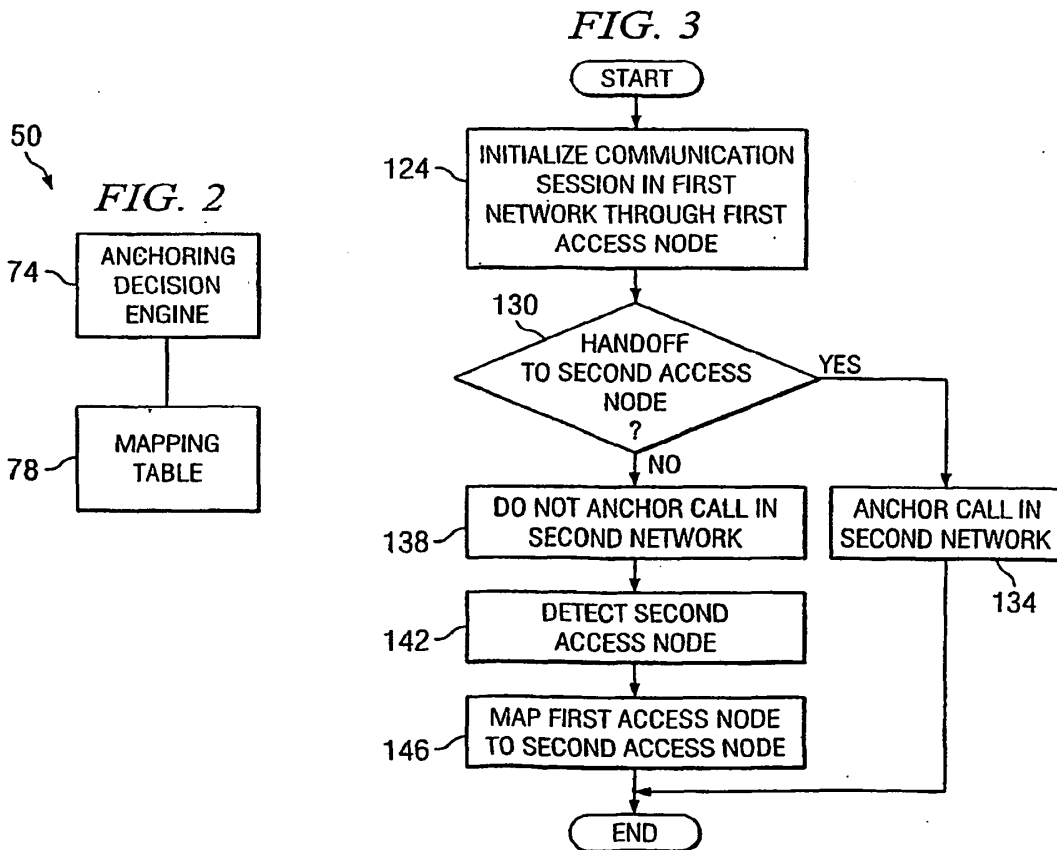 50
FIG. 2
74
ANCHORING
DECISION
ENGINE
78
MAPPING
TABLE
FIG. 3
START
124
INITIALIZE COMMUNICATION
SESSION IN FIRST
NETWORK THROUGH FIRST
ACCESS NODE
130
HANDOFF
TO SECOND ACCESS
NODE
?
YES
NO
138
DO NOT ANCHOR CALL IN
SECOND NETWORK
ANCHOR CALL IN
SECOND NETWORK
134
142
DETECT SECOND
ACCESS NODE
146
MAP FIRST ACCESS NODE
TO SECOND ACCESS NODE
END